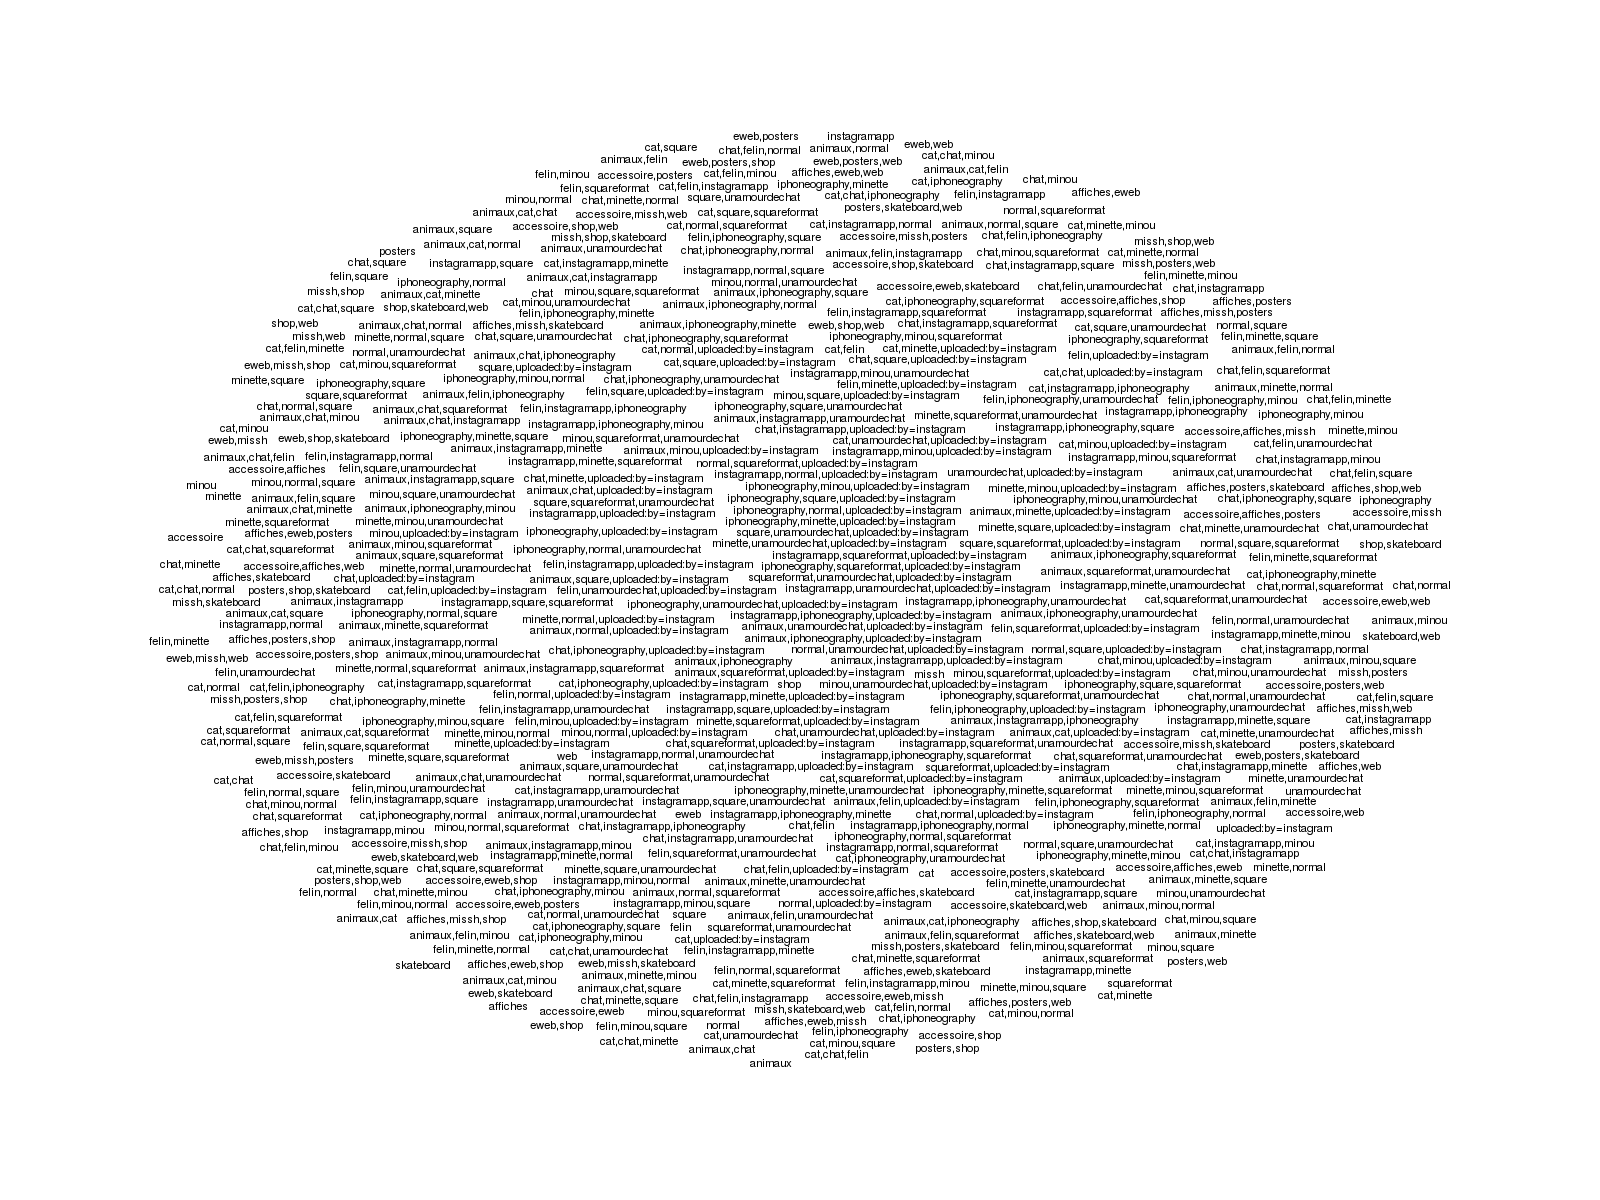 eweb,posters instagramapp
cat,square chat,felin,normal animaux,normal eweb,web
animaux,felin eweb,posters,shop eweb,posters,web cat,chat,minou
felin,minou accessoire,posters cat,felin,minou affiches,eweb,web animaux,cat,felin
felin,squareformat cat,felin,instagramapp iphoneography,minette cat,iphoneography chat,minou
minou,normal chat,minette,normal square,unamourdechat cat,chat,iphoneography felin,instagramapp affiches,eweb
animaux,cat,chat accessoire,missh,web cat,square,squareformat posters,skateboard,web normal,squareformat
animaux,square accessoire,shop,web cat,normal,squareformat cat,instagramapp,normal animaux,normal,square cat,minette,minou
missh,shop,skateboard felin,iphoneography,square accessoire,missh,posters chat,felin,iphoneography missh,shop,web
posters animaux,cat,normal animaux,unamourdechat chat,iphoneography,normal animaux,felin,instagramapp chat,minou,squareformat cat,minette,normal
chat,square instagramapp,square cat,instagramapp,minette instagramapp,normal,square accessoire,shop,skateboard chat,instagramapp,square missh,posters,web
felin,square iphoneography,normal animaux,cat,instagramapp minou,normal,unamourdechat felin,minette,minou
missh,shop animaux,cat,minette chat minou,square,squareformat animaux,iphoneography,square accessoire,eweb,skateboard chat,felin,unamourdechat chat,instagramapp
cat,chat,square shop,skateboard,web cat,minou,unamourdechat animaux,iphoneography,normal cat,iphoneography,squareformat accessoire,affiches,shop affiches,posters
felin,iphoneography,minette felin,instagramapp,squareformat instagramapp,squareformat affiches,missh,posters
shop,web animaux,chat,normal affiches,missh,skateboard animaux,iphoneography,minette eweb,shop,web chat,instagramapp,squareformat cat,square,unamourdechat normal,square
missh,web minette,normal,square chat,square,unamourdechat chat,iphoneography,squareformat iphoneography,minou,squareformat iphoneography,squareformat felin,minette,square
cat,felin,minette normal,unamourdechat animaux,chat,iphoneography cat,normal,uploaded:by=instagram cat,felin cat,minette,uploaded:by=instagram felin,uploaded:by=instagram animaux,felin,normal
eweb,missh,shop cat,minou,squareformat square,uploaded:by=instagram cat,square,uploaded:by=instagram chat,square,uploaded:by=instagram cat,chat,uploaded:by=instagram chat,felin,squareformat
minette,square iphoneography,square iphoneography,minou,normal chat,iphoneography,unamourdechat instagramapp,minou,unamourdechat felin,minette,uploaded:by=instagram cat,instagramapp,iphoneography animaux,minette,normal
square,squareformat animaux,felin,iphoneography felin,square,uploaded:by=instagram minou,square,uploaded:by=instagram felin,iphoneography,unamourdechat felin,iphoneography,minou chat,felin,minette
chat,normal,square animaux,chat,squareformat felin,instagramapp,iphoneography iphoneography,square,unamourdechat minette,squareformat,unamourdechat instagramapp,iphoneography iphoneography,minou
animaux,chat,minou animaux,chat,instagramapp instagramapp,iphoneography,minou animaux,instagramapp,unamourdechat
cat,minou chat,instagramapp,uploaded:by=instagram instagramapp,iphoneography,square accessoire,affiches,missh minette,minou
eweb,missh eweb,shop,skateboard iphoneography,minette,square minou,squareformat,unamourdechat cat,unamourdechat,uploaded:by=instagram cat,minou,uploaded:by=instagram cat,felin,unamourdechat
animaux,chat,felin felin,instagramapp,normal animaux,instagramapp,minette animaux,minou,uploaded:by=instagram instagramapp,minou,uploaded:by=instagram instagramapp,minou,squareformat chat,instagramapp,minou
accessoire,affiches felin,square,unamourdechat instagramapp,minette,squareformat normal,squareformat,uploaded:by=instagram
minou minou,normal,square animaux,instagramapp,square chat,minette,uploaded:by=instagram instagramapp,normal,uploaded:by=instagram unamourdechat,uploaded:by=instagram animaux,cat,unamourdechat chat,felin,square
minette animaux,felin,square minou,square,unamourdechat animaux,chat,uploaded:by=instagram iphoneography,minou,uploaded:by=instagram minette,minou,uploaded:by=instagram affiches,posters,skateboard affiches,shop,web
iphoneography,square,uploaded:by=instagram iphoneography,minou,unamourdechat chat,iphoneography,square iphoneography
animaux,chat,minette animaux,iphoneography,minou instagramapp,uploaded:by=instagram iphoneography,normal,uploaded:by=instagram animaux,minette,uploaded:by=instagram accessoire,affiches,posters accessoire,missh
minette,squareformat minette,minou,unamourdechat iphoneography,minette,uploaded:by=instagram minette,square,uploaded:by=instagram chat,minette,unamourdechat chat,unamourdechat
accessoire affiches,eweb,posters minou,uploaded:by=instagram iphoneography,uploaded:by=instagram square,unamourdechat,uploaded:by=instagram
cat,chat,squareformat animaux,minou,squareformat iphoneography,normal,unamourdechat minette,unamourdechat,uploaded:by=instagram square,squareformat,uploaded:by=instagram normal,square,squareformat shop,skateboard
animaux,square,squareformat instagramapp,squareformat,uploaded:by=instagram animaux,iphoneography,squareformat felin,minette,squareformat
chat,minette accessoire,affiches,web minette,normal,unamourdechat felin,instagramapp,uploaded:by=instagram iphoneography,squareformat,uploaded:by=instagram animaux,squareformat,unamourdechat cat,iphoneography,minette
affiches,skateboard chat,uploaded:by=instagram animaux,square,uploaded:by=instagram squareformat,unamourdechat,uploaded:by=instagram
cat,chat,normal posters,shop,skateboard cat,felin,uploaded:by=instagram felin,unamourdechat,uploaded:by=instagram instagramapp,unamourdechat,uploaded:by=instagram instagramapp,minette,unamourdechat chat,normal,squareformat chat,normal
missh,skateboard animaux,instagramapp instagramapp,square,squareformat iphoneography,unamourdechat,uploaded:by=instagram instagramapp,iphoneography,unamourdechat cat,squareformat,unamourdechat accessoire,eweb,web
animaux,cat,square iphoneography,normal,square minette,normal,uploaded:by=instagram instagramapp,iphoneography,uploaded:by=instagram animaux,iphoneography,unamourdechat felin,normal,unamourdechat animaux,minou
instagramapp,normal animaux,minette,squareformat animaux,normal,uploaded:by=instagram animaux,unamourdechat,uploaded:by=instagram felin,squareformat,uploaded:by=instagram instagramapp,minette,minou skateboard,web
felin,minette affiches,posters,shop animaux,instagramapp,normal animaux,iphoneography,uploaded:by=instagram
eweb,missh,web accessoire,posters,shop animaux,minou,unamourdechat chat,iphoneography,uploaded:by=instagram normal,unamourdechat,uploaded:by=instagram normal,square,uploaded:by=instagram chat,instagramapp,normal
animaux,iphoneography animaux,instagramapp,uploaded:by=instagram chat,minou,uploaded:by=instagram animaux,minou,square
felin,unamourdechat minette,normal,squareformat animaux,instagramapp,squareformat animaux,squareformat,uploaded:by=instagram missh minou,squareformat,uploaded:by=instagram chat,minou,unamourdechat missh,posters
cat,normal cat,felin,iphoneography cat,instagramapp,squareformat cat,iphoneography,uploaded:by=instagram shop minou,unamourdechat,uploaded:by=instagram iphoneography,square,squareformat accessoire,posters,web
missh,posters,shop chat,iphoneography,minette felin,normal,uploaded:by=instagram instagramapp,minette,uploaded:by=instagram iphoneography,squareformat,unamourdechat chat,normal,unamourdechat cat,felin,square
felin,instagramapp,unamourdechat instagramapp,square,uploaded:by=instagram felin,iphoneography,uploaded:by=instagram iphoneography,unamourdechat affiches,missh,web
cat,felin,squareformat iphoneography,minou,square felin,minou,uploaded:by=instagram minette,squareformat,uploaded:by=instagram animaux,instagramapp,iphoneography instagramapp,minette,square cat,instagramapp
cat,squareformat animaux,cat,squareformat minette,minou,normal minou,normal,uploaded:by=instagram chat,unamourdechat,uploaded:by=instagram animaux,cat,uploaded:by=instagram cat,minette,unamourdechat affiches,missh
cat,normal,square felin,square,squareformat minette,uploaded:by=instagram chat,squareformat,uploaded:by=instagram instagramapp,squareformat,unamourdechat accessoire,missh,skateboard posters,skateboard
eweb,missh,posters minette,square,squareformat web instagramapp,normal,unamourdechat instagramapp,iphoneography,squareformat chat,squareformat,unamourdechat eweb,posters,skateboard
animaux,square,unamourdechat cat,instagramapp,uploaded:by=instagram squareformat,uploaded:by=instagram chat,instagramapp,minette affiches,web
cat,chat accessoire,skateboard animaux,chat,unamourdechat normal,squareformat,unamourdechat cat,squareformat,uploaded:by=instagram animaux,uploaded:by=instagram minette,unamourdechat
felin,normal,square felin,minou,unamourdechat cat,instagramapp,unamourdechat iphoneography,minette,unamourdechat iphoneography,minette,squareformat minette,minou,squareformat unamourdechat
chat,minou,normal felin,instagramapp,square instagramapp,unamourdechat instagramapp,square,unamourdechat animaux,felin,uploaded:by=instagram felin,iphoneography,squareformat animaux,felin,minette
chat,squareformat cat,iphoneography,normal animaux,normal,unamourdechat eweb instagramapp,iphoneography,minette chat,normal,uploaded:by=instagram felin,iphoneography,normal accessoire,web
affiches,shop instagramapp,minou minou,normal,squareformat chat,instagramapp,iphoneography chat,felin instagramapp,iphoneography,normal iphoneography,minette,normal uploaded:by=instagram
chat,felin,minou accessoire,missh,shop animaux,instagramapp,minou chat,instagramapp,unamourdechat iphoneography,normal,squareformat normal,square,unamourdechat cat,instagramapp,minou
eweb,skateboard,web instagramapp,minette,normal felin,squareformat,unamourdechat instagramapp,normal,squareformat cat,iphoneography,unamourdechat iphoneography,minette,minou cat,chat,instagramapp
cat,minette,square chat,square,squareformat minette,square,unamourdechat chat,felin,uploaded:by=instagram cat accessoire,posters,skateboard accessoire,affiches,eweb minette,normal
posters,shop,web accessoire,eweb,shop instagramapp,minou,normal animaux,minette,unamourdechat felin,minette,unamourdechat animaux,minette,square
felin,normal chat,minette,minou chat,iphoneography,minou animaux,normal,squareformat accessoire,affiches,skateboard cat,instagramapp,square minou,unamourdechat
felin,minou,normal accessoire,eweb,posters instagramapp,minou,square normal,uploaded:by=instagram accessoire,skateboard,web animaux,minou,normal
animaux,cat affiches,missh,shop cat,normal,unamourdechat square animaux,felin,unamourdechat animaux,cat,iphoneography affiches,shop,skateboard chat,minou,square
cat,iphoneography,square felin squareformat,unamourdechat
animaux,felin,minou cat,iphoneography,minou cat,uploaded:by=instagram animaux,felin,squareformat affiches,skateboard,web animaux,minette
felin,minette,normal cat,chat,unamourdechat felin,instagramapp,minette missh,posters,skateboard felin,minou,squareformat minou,square
skateboard affiches,eweb,shop eweb,missh,skateboard chat,minette,squareformat animaux,squareformat posters,web
animaux,minette,minou felin,normal,squareformat affiches,eweb,skateboard instagramapp,minette
animaux,cat,minou animaux,chat,square cat,minette,squareformat felin,instagramapp,minou minette,minou,square squareformat
eweb,skateboard chat,minette,square chat,felin,instagramapp accessoire,eweb,missh affiches,posters,web cat,minette
affiches accessoire,eweb minou,squareformat missh,skateboard,web cat,felin,normal cat,minou,normal
eweb,shop felin,minou,square normal affiches,eweb,missh chat,iphoneography
cat,chat,minette cat,unamourdechat felin,iphoneography accessoire,shop
animaux,chat cat,minou,square posters,shop
cat,chat,felin
animaux